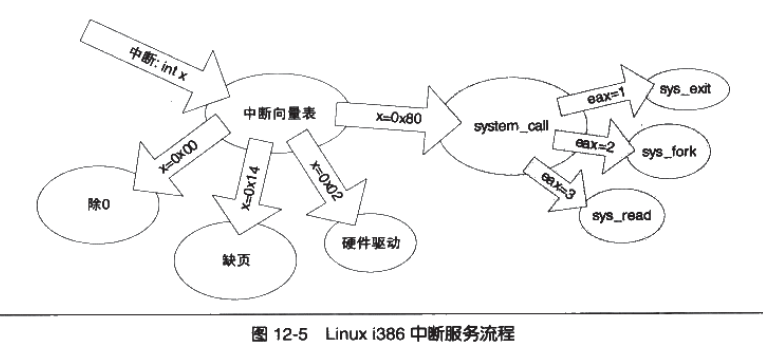 中断: int x
中断向量表
x=0x80
system_call
eax=1
sys_exit
eax=2
sys_fork
eax=3
sys_read
x=0x00
除0
x=0x14
缺页
x=0x02
硬件驱动
图 12-5 Linux i386 中断服务流程